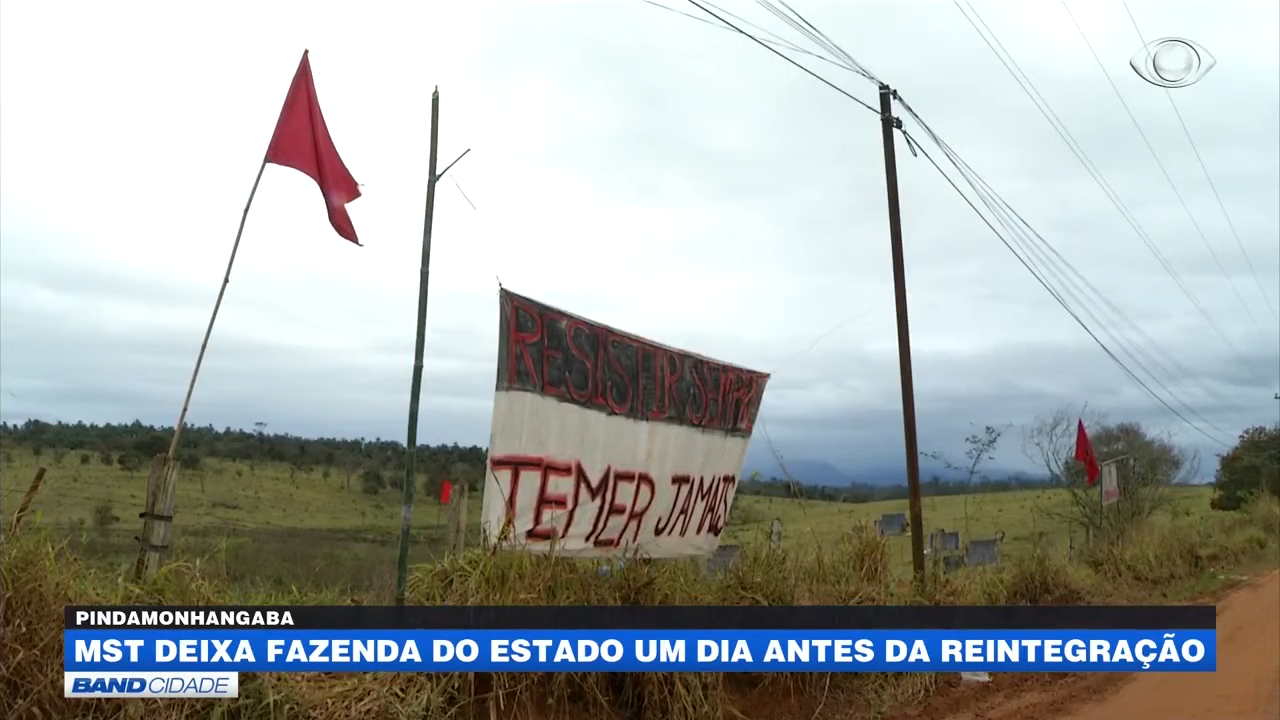 RESISTIR SEMPRE
TEMER JAMAIS
PINDAMONHANGABA
MST DEIXA FAZENDA DO ESTADO UM DIA ANTES DA REINTEGRAÇÃO
BAND CIDADE